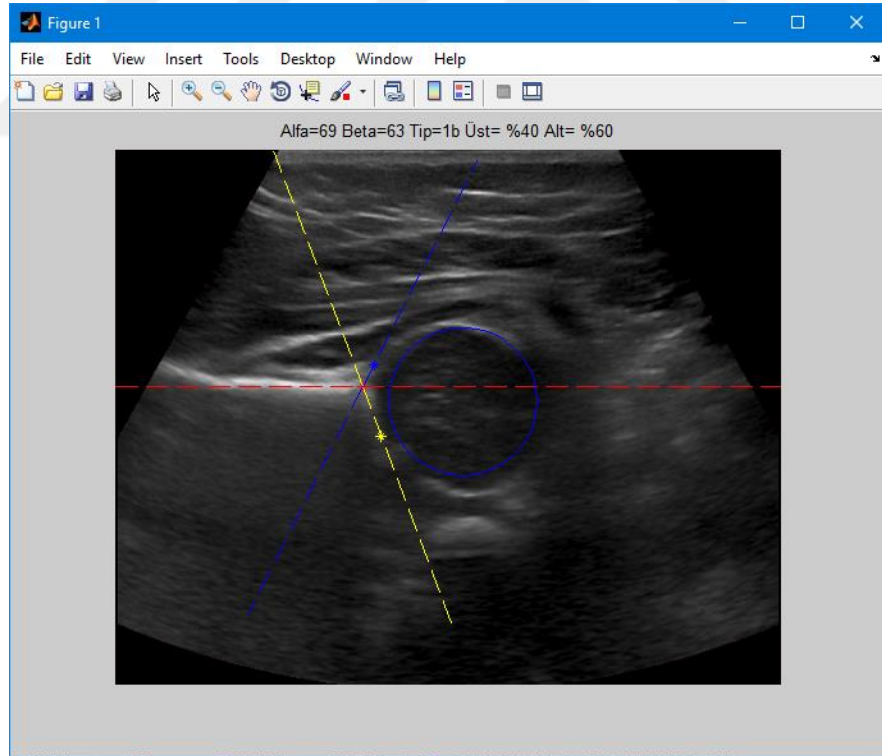 Figure 1
File Edit View Insert Tools Desktop Window Help
Alfa=69 Beta=63 Tip=1b Üst= %40 Alt= %60